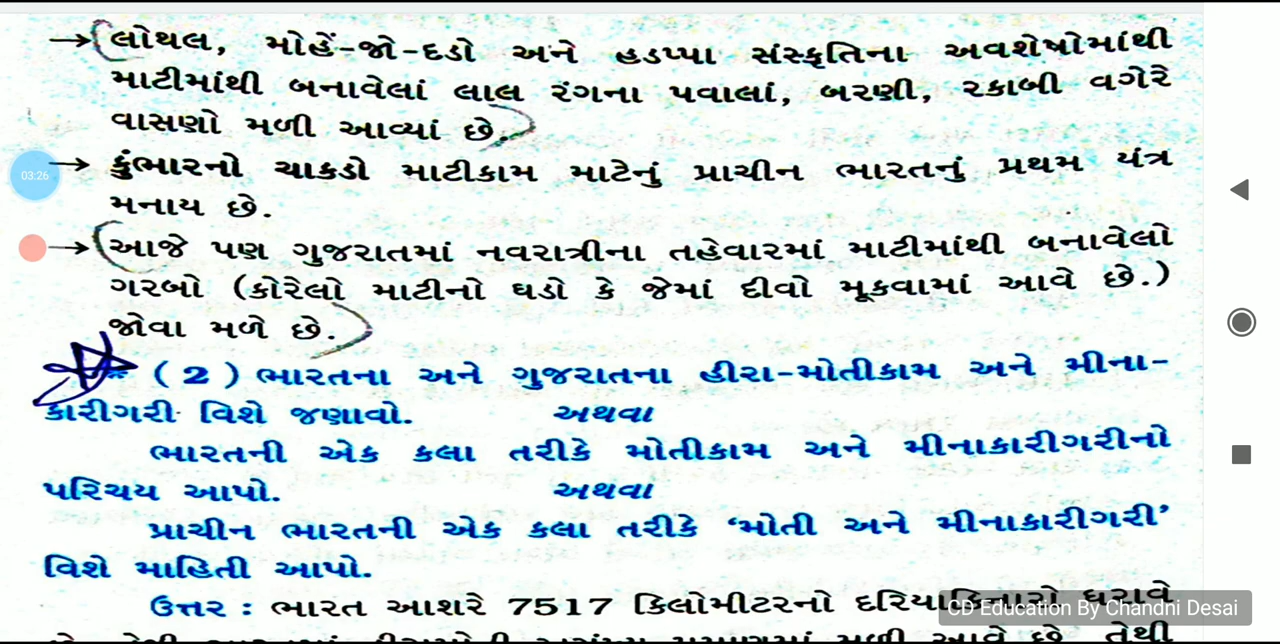 → લોથલ, મોહેં-જો-દડો અને હડપ્પા સંસ્કૃતિના અવશેષોમાંથી
માટીમાંથી બનાવેલાં લાલ રંગના પવાલાં, બરણી, રકાબી વગેરે
વાસણો મળી આવ્યાં છે.
03:26
→ કુંભારનો ચાકડો માટીકામ માટેનું પ્રાચીન ભારતનું પ્રથમ યંત્ર
મનાય છે.
→ આજે પણ ગુજરાતમાં નવરાત્રીના તહેવારમાં માટીમાંથી બનાવેલો
ગરબો (કોરેલો માટીનો ઘડો કે જેમાં દીવો મૂકવામાં આવે છે.)
જોવા મળે છે.
(2) ભારતના અને ગુજરાતના હીરા-મોતીકામ અને મીના-
કારીગરી વિશે જણાવો. અથવા
ભારતની એક કલા તરીકે મોતીકામ અને મીનાકારીગરીનો
પરિચય આપો. અથવા
પ્રાચીન ભારતની એક કલા તરીકે ‘મોતી અને મીનાકારીગરી’
વિશે માહિતી આપો.
ઉત્તર : ભારત આશરે 7517 કિલોમીટરનો દરિયાકિનારો ધરાવે
CD Education By Chandni Desai